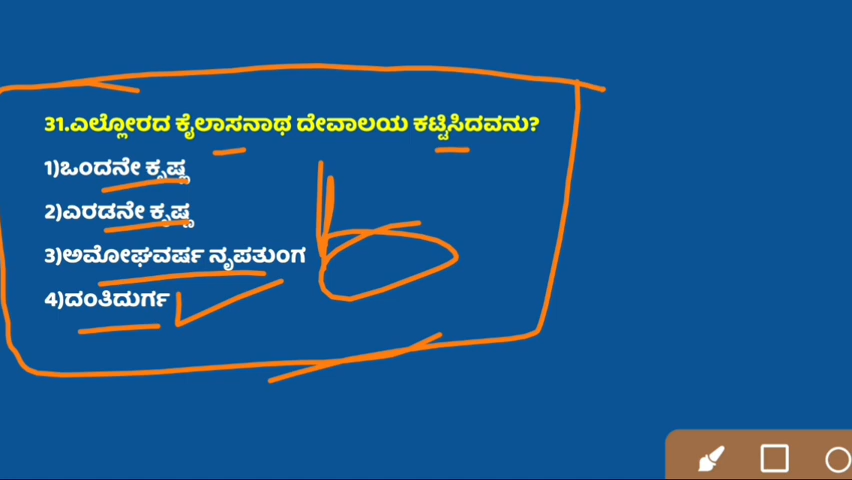 31.ಎಲ್ಲೋರದ ಕೈಲಾಸನಾಥ ದೇವಾಲಯ ಕಟ್ಟಿಸಿದವನು?
1)ಒಂದನೇ ಕೃಷ್ಣ
2)ಎರಡನೇ ಕೃಷ್ಣ
3)ಅಮೋಘವರ್ಷ ನೃಪತುಂಗ
4)ದಂತಿದುರ್ಗ